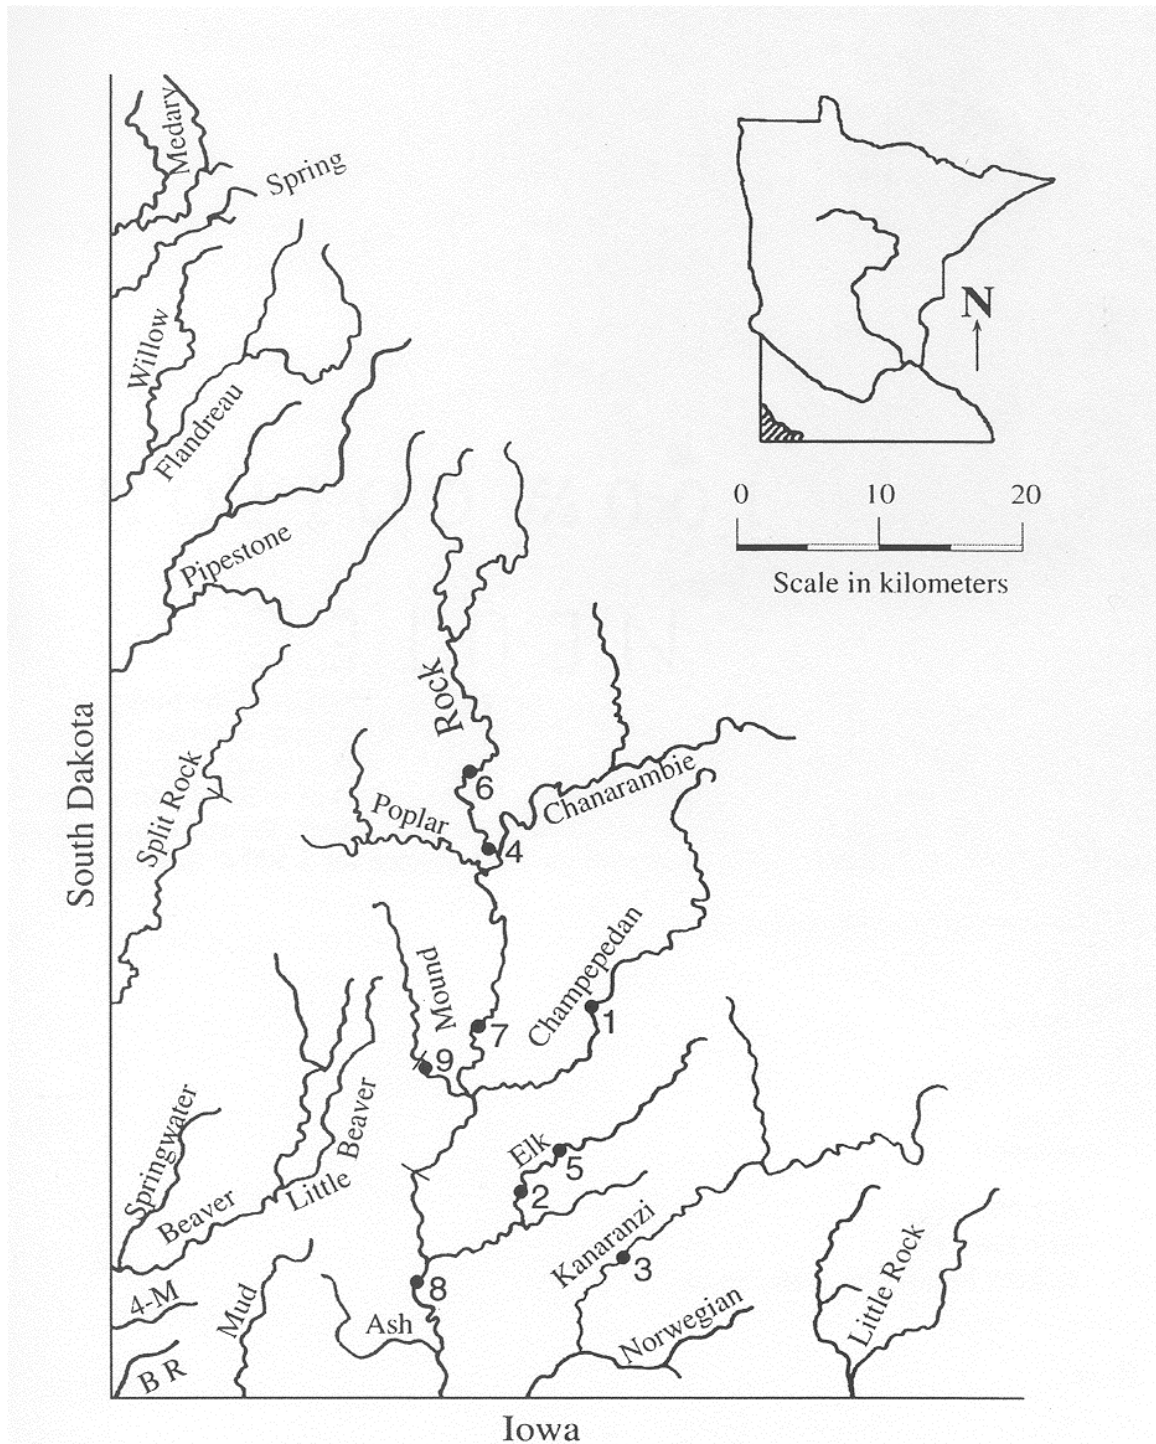 Medary
Spring
Willow
Flandreau
N
0 10 20
Scale in kilometers
Pipestone
Rock
South Dakota
Split Rock
6
Chanarambie
Poplar
4
Champepedan
Mound
1
7
9
Springwater
Beaver
Elk
5
Little
Beaver
2
Kanaranzi
3
4-M
Mud
8
Ash
Little Rock
Norwegian
B R
Iowa